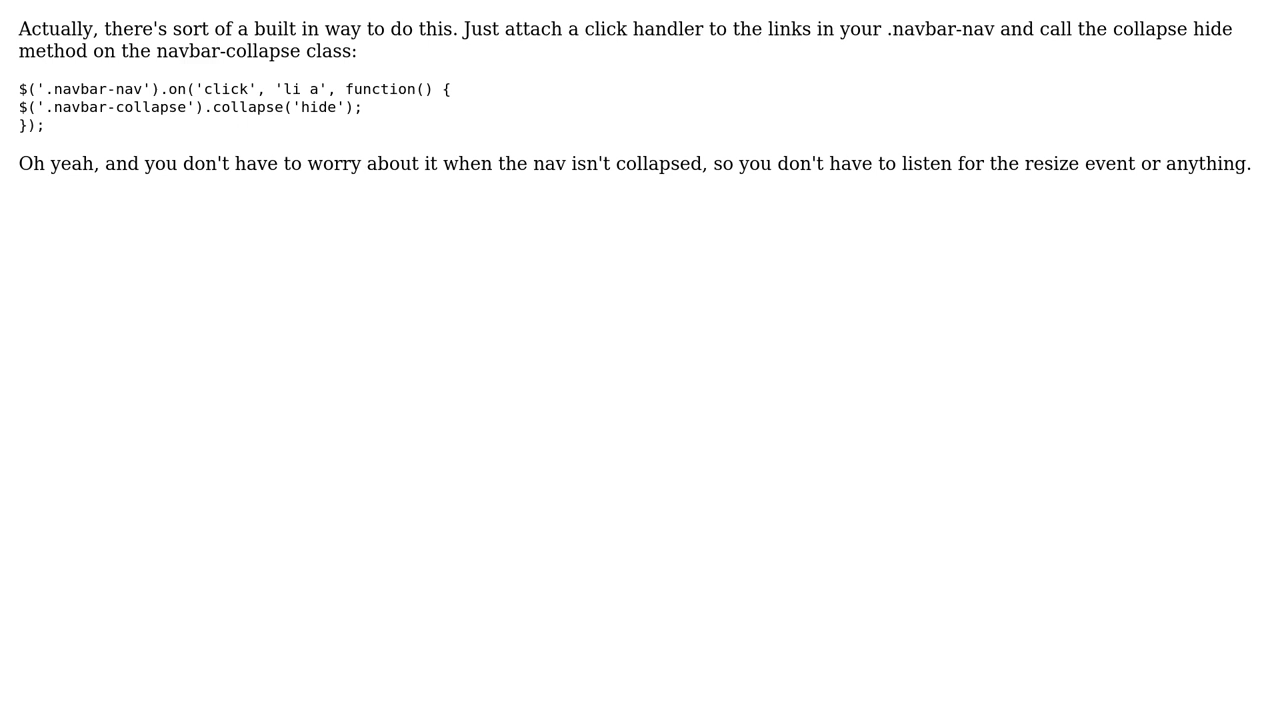 Actually, there's sort of a built in way to do this. Just attach a click handler to the links in your .navbar-nav and call the collapse hide
method on the navbar-collapse class:
$('.navbar-nav').on('click', 'li a', function() {
$('.navbar-collapse').collapse('hide');
});
Oh yeah, and you don't have to worry about it when the nav isn't collapsed, so you don't have to listen for the resize event or anything.